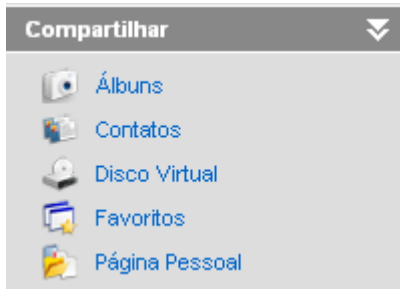 Compartilhar
Álbuns
Contatos
Disco Virtual
Favoritos
Página Pessoal